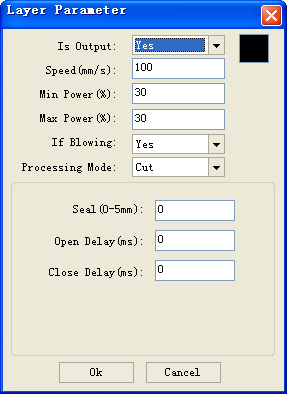 Layer Parameter
Is Output: Yes
Speed(mm/s): 100
Min Power(%): 30
Max Power(%): 30
If Blowing: Yes
Processing Mode: Cut
Seal(0-5mm): 0
Open Delay(ms): 0
Close Delay(ms): 0
Ok Cancel